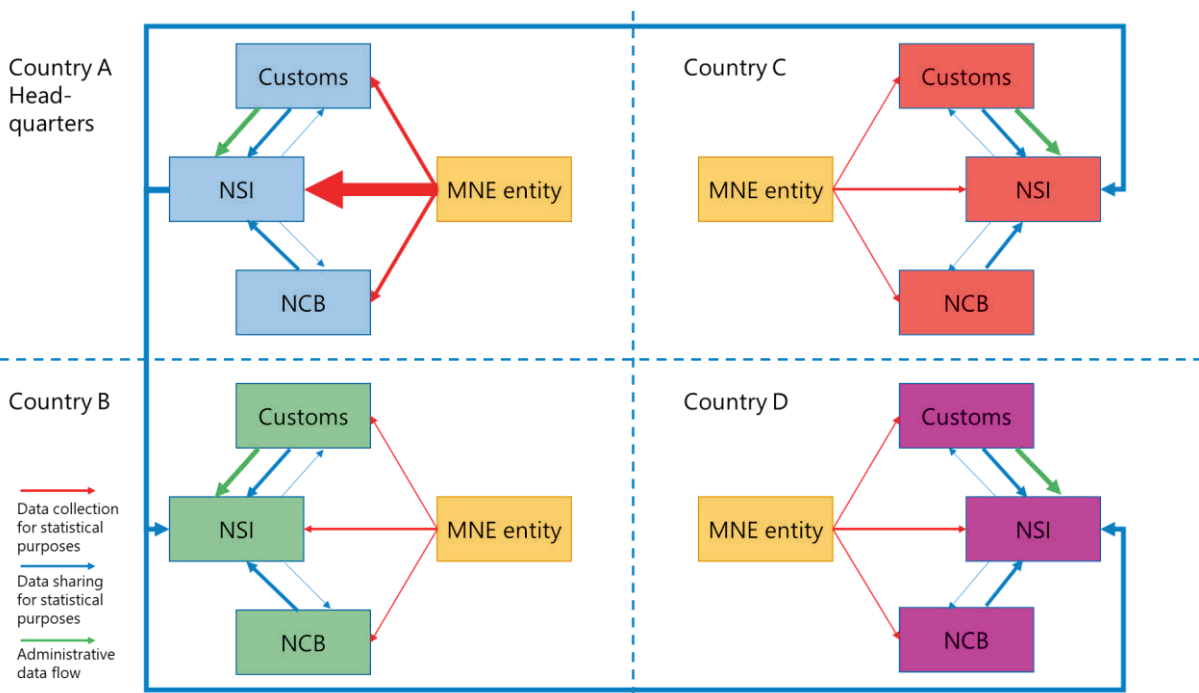 Country A
Head-
quarters
Customs
NSI
MNE entity
NCB
Country C
Customs
MNE entity
NSI
NCB
Country B
Customs
NSI
MNE entity
NCB
Data collection
for statistical
purposes
Data sharing
for statistical
purposes
Administrative
data flow
Country D
Customs
MNE entity
NSI
NCB